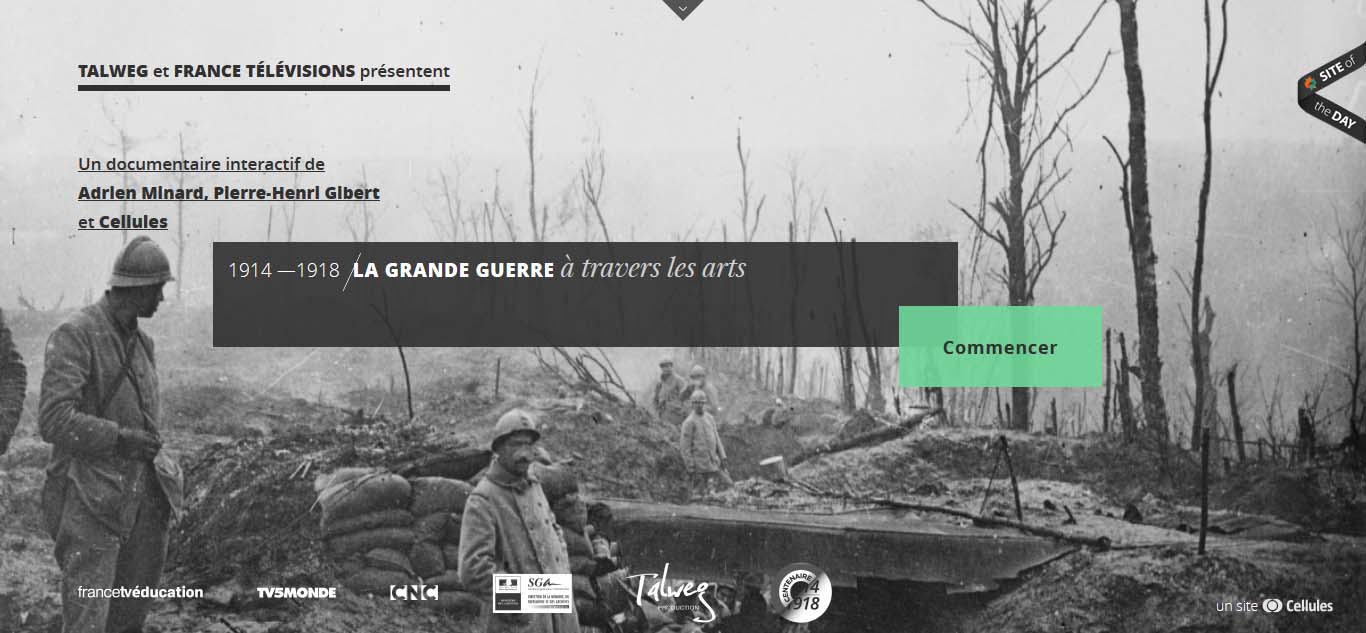 TALWEG et FRANCE TÉLÉVISIONS présentent
SITE of
the DAY
Un documentaire interactif de
Adrien Minard, Pierre-Henri Gibert
et Cellules
1914 —1918 / LA GRANDE GUERRE à travers les arts
Commencer
francetvéducation
TV5MONDE
CNC
SGA
Talweg
PRODUCTION
CENTENAIRE
14
1918
un site Cellules